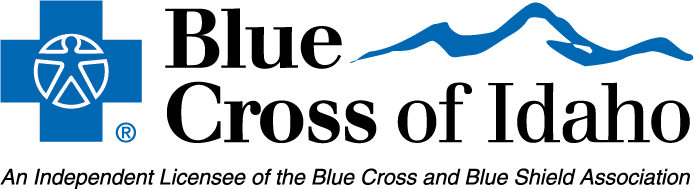 Blue
Cross of Idaho
®
An Independent Licensee of the Blue Cross and Blue Shield Association